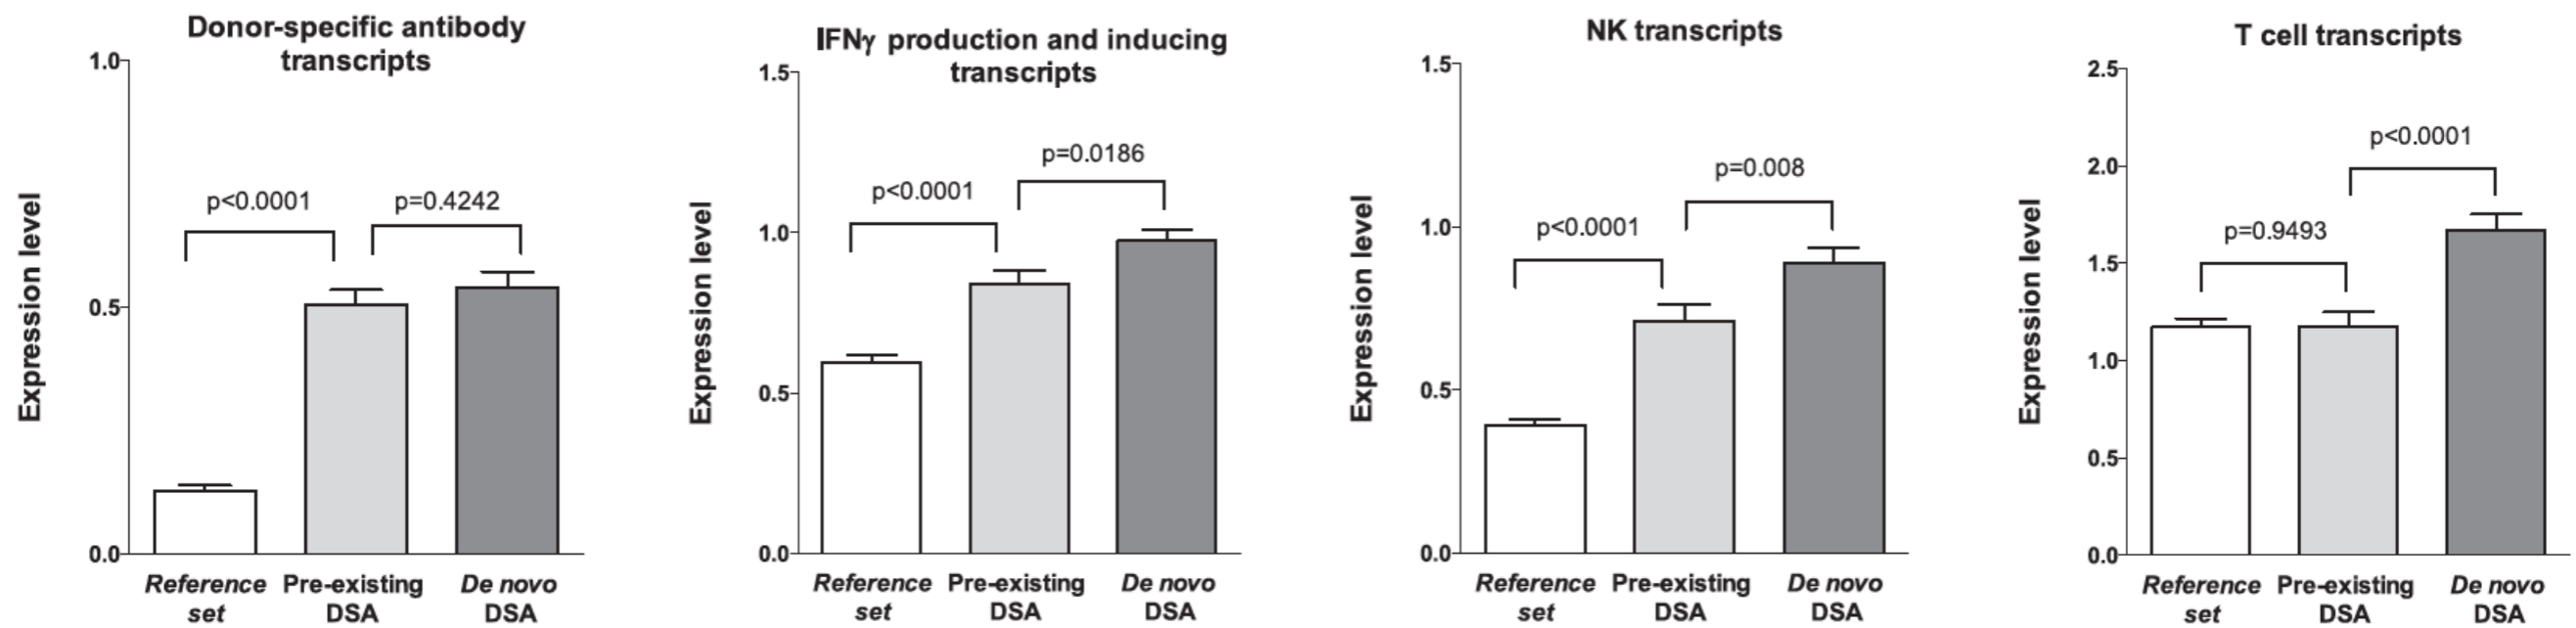 Donor-specific antibody
transcripts
1.0
0.5
0.0
Expression level
p<0.0001
p=0.4242
Reference
set
Pre-existing
DSA
De novo
DSA
IFNγ production and inducing
transcripts
1.5
1.0
0.5
0.0
Expression level
p<0.0001
p=0.0186
Reference
set
Pre-existing
DSA
De novo
DSA
NK transcripts
1.5
1.0
0.5
0.0
Expression level
p<0.0001
p=0.008
Reference
set
Pre-existing
DSA
De novo
DSA
T cell transcripts
2.5
2.0
1.5
1.0
0.5
0.0
Expression level
p=0.9493
p<0.0001
Reference
set
Pre-existing
DSA
De novo
DSA